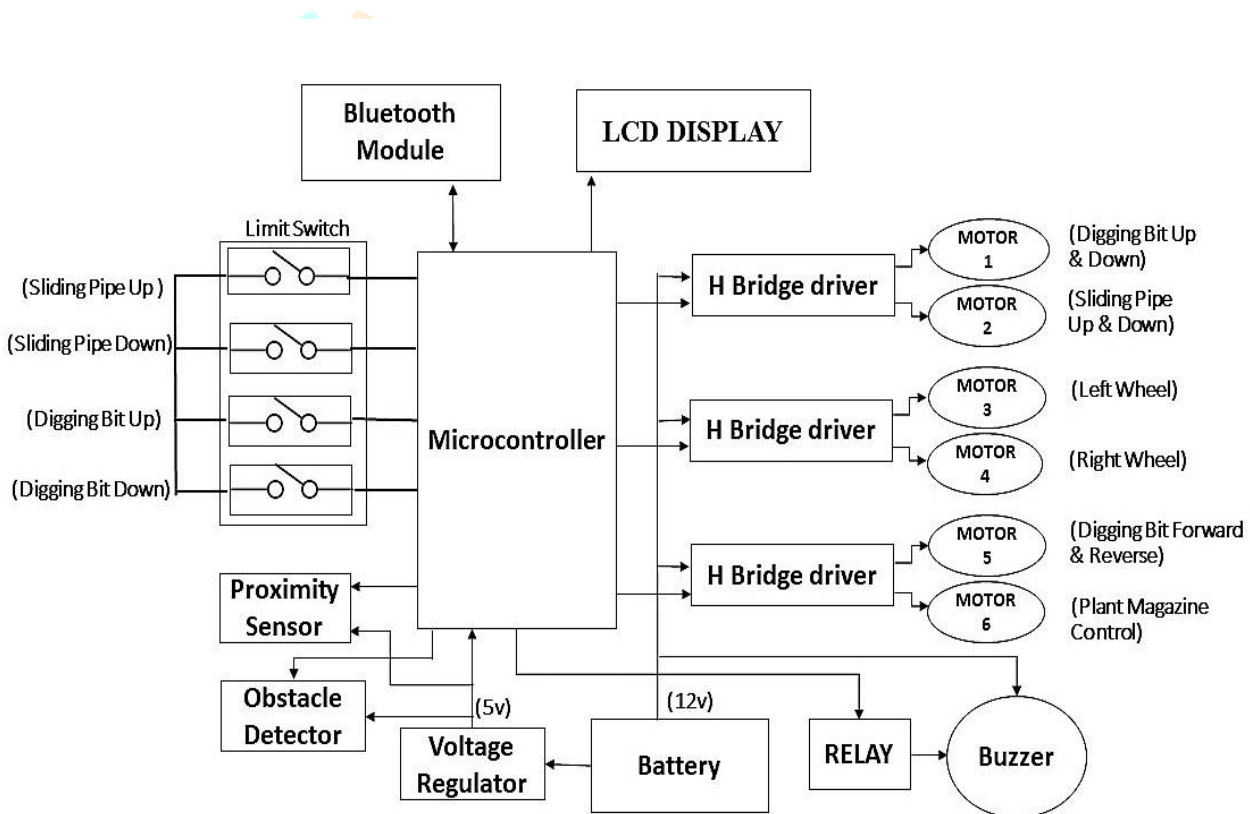 Bluetooth
Module
LCD DISPLAY
Limit Switch
(Sliding Pipe Up )
(Sliding Pipe Down)
(Digging Bit Up)
(Digging Bit Down)
Microcontroller
H Bridge driver
MOTOR
1
(Digging Bit Up
& Down)
MOTOR
2
(Sliding Pipe
Up & Down)
H Bridge driver
MOTOR
3
(Left Wheel)
MOTOR
4
(Right Wheel)
H Bridge driver
MOTOR
5
(Digging Bit Forward
& Reverse)
MOTOR
6
(Plant Magazine
Control)
Proximity
Sensor
Obstacle
Detector
(5v)
Voltage
Regulator
(12v)
Battery
RELAY
Buzzer